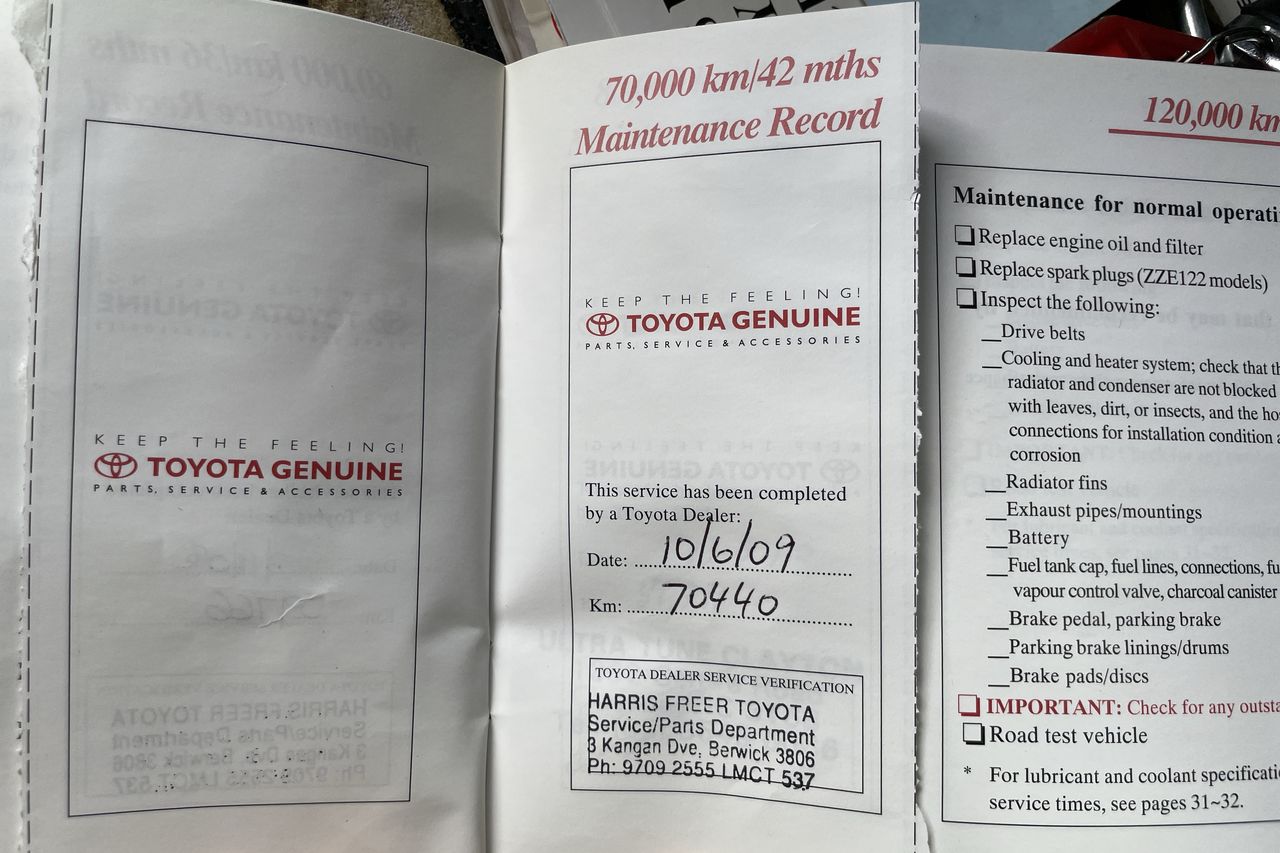 KEEP THE FEELING!
TOYOTA GENUINE
PARTS, SERVICE & ACCESSORIES
70,000 km/42 mths
Maintenance Record
KEEP THE FEELING!
TOYOTA GENUINE
PARTS, SERVICE & ACCESSORIES
This service has been completed
by a Toyota Dealer:
Date: 10/6/09
Km: 70440
TOYOTA DEALER SERVICE VERIFICATION
HARRIS FREER TOYOTA
Service/Parts Department
3 Kangan Dve, Berwick 3806
Ph: 9709 2555 LMCT 537
120,000 km
Maintenance for normal operati
Replace engine oil and filter
Replace spark plugs (ZZE122 models)
Inspect the following:
Drive belts
Cooling and heater system; check that th
radiator and condenser are not blocked
with leaves, dirt, or insects, and the ho
connections for installation condition a
corrosion
Radiator fins
Exhaust pipes/mountings
Battery
Fuel tank cap, fuel lines, connections, fu
vapour control valve, charcoal canister
Brake pedal, parking brake
Parking brake linings/drums
Brake pads/discs
IMPORTANT: Check for any outsta
Road test vehicle
* For lubricant and coolant specificati
service times, see pages 31~32.